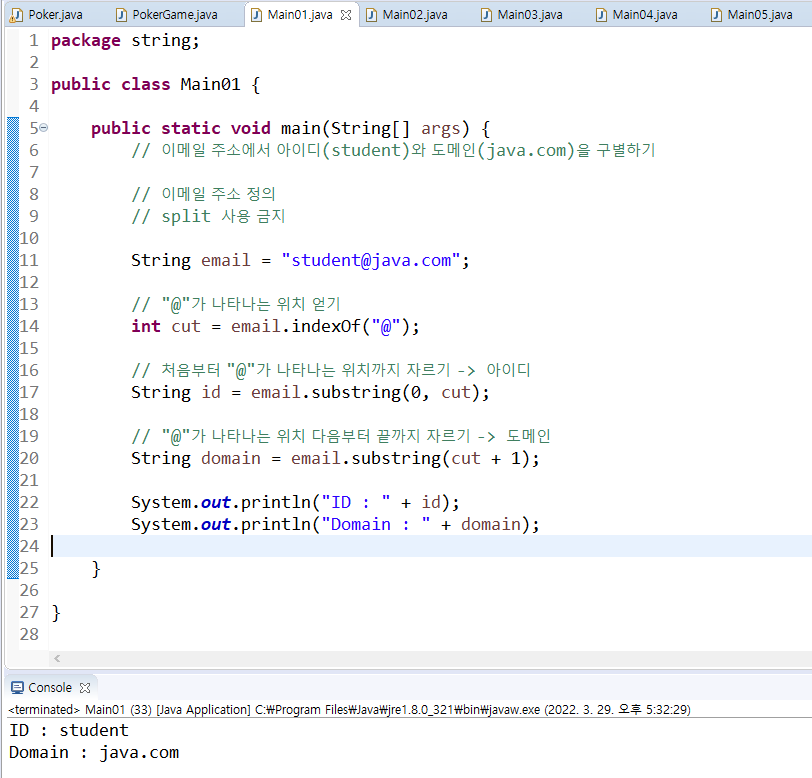 Poker.java PokerGame.java Main01.java Main02.java Main03.java Main04.java Main05.java
1 package string;
2
3 public class Main01 {
4
5 public static void main(String[] args) {
6 // 이메일 주소에서 아이디(student)와 도메인(java.com)을 구별하기
7
8 // 이메일 주소 정의
9 // split 사용 금지
10
11 String email = "student@java.com";
12
13 // "@"가 나타나는 위치 얻기
14 int cut = email.indexOf("@");
15
16 // 처음부터 "@"가 나타나는 위치까지 자르기 -> 아이디
17 String id = email.substring(0, cut);
18
19 // "@"가 나타나는 위치 다음부터 끝까지 자르기 -> 도메인
20 String domain = email.substring(cut + 1);
21
22 System.out.println("ID : " + id);
23 System.out.println("Domain : " + domain);
24
25 }
26
27 }
28
Console
<terminated> Main01 (33) [Java Application] C:₩Program Files₩Java₩jre1.8.0_321₩bin₩javaw.exe (2022. 3. 29. 오후 5:32:29)
ID : student
Domain : java.com